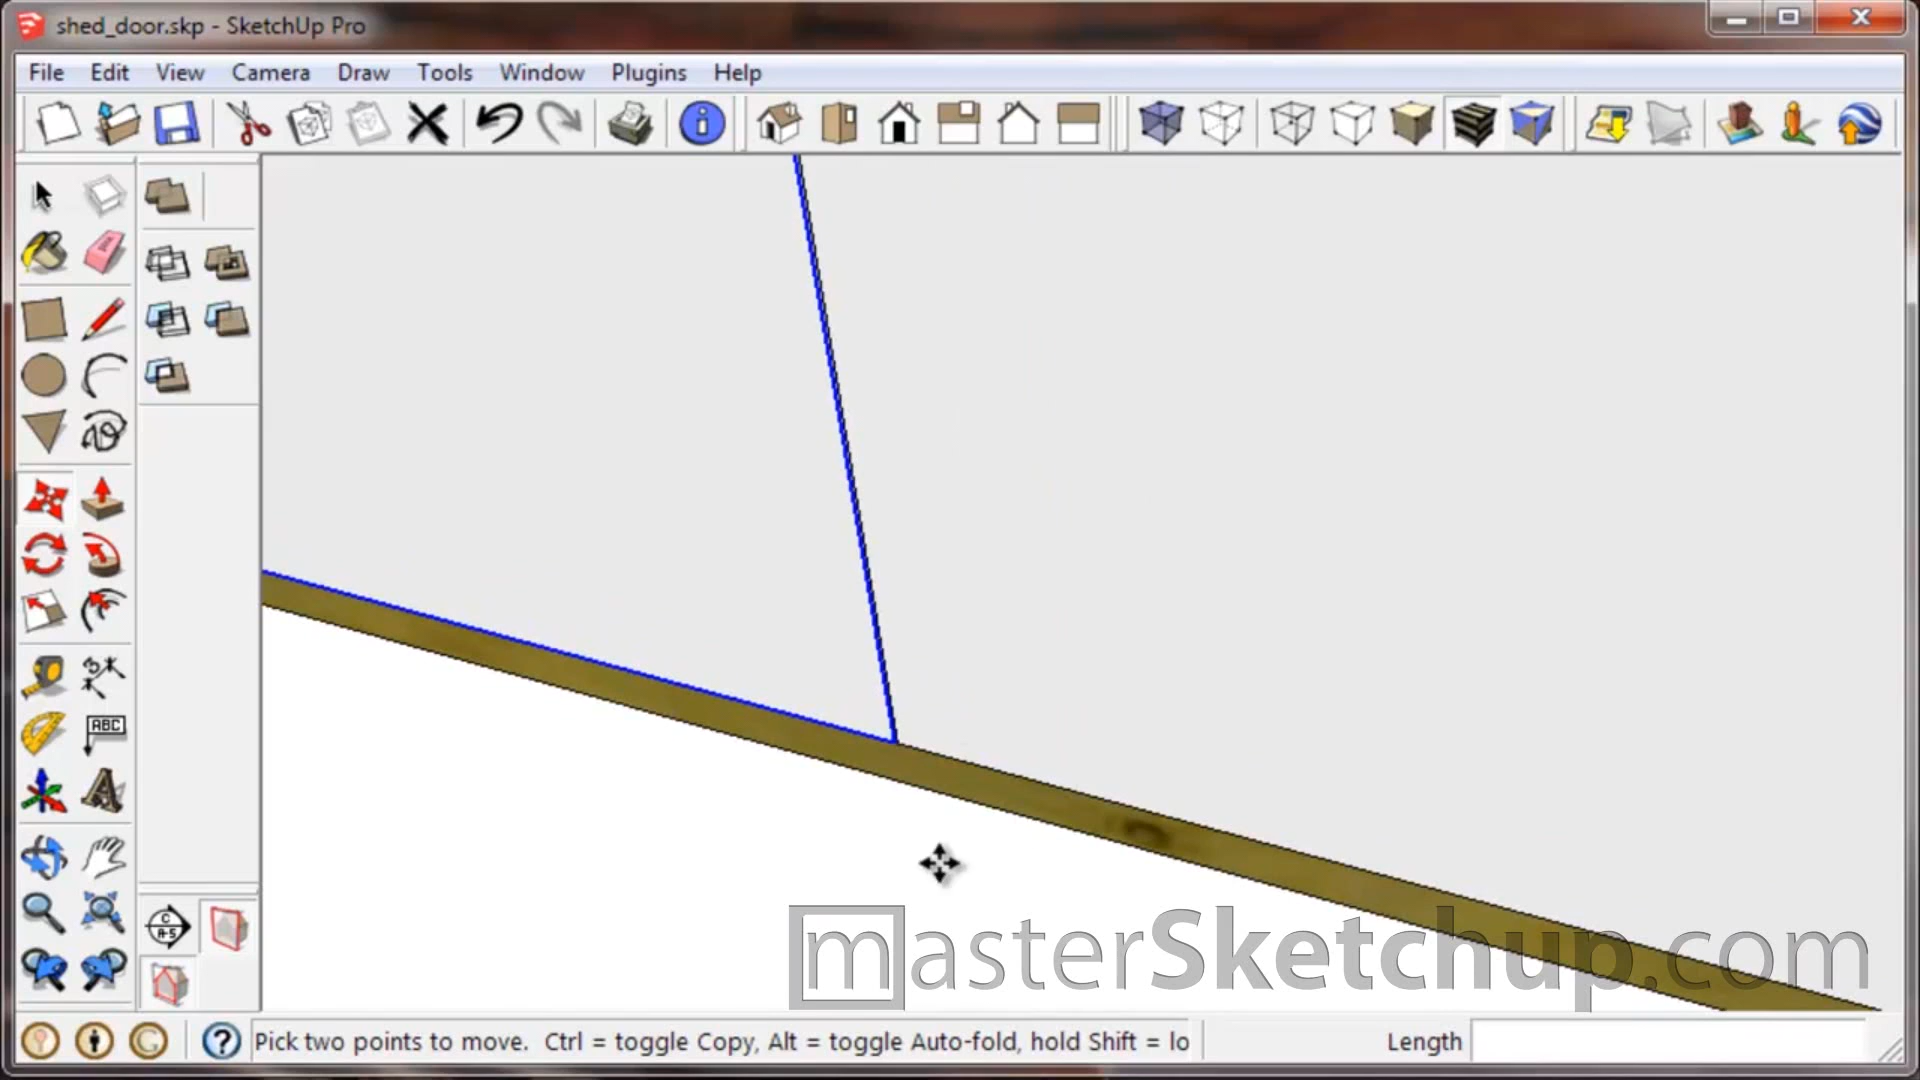 shed_door.skp - SketchUp Pro
File Edit View Camera Draw Tools Window Plugins Help
ABC
C
A-5
masterSketchup.com
Pick two points to move. Ctrl = toggle Copy, Alt = toggle Auto-fold, hold Shift = lo
Length